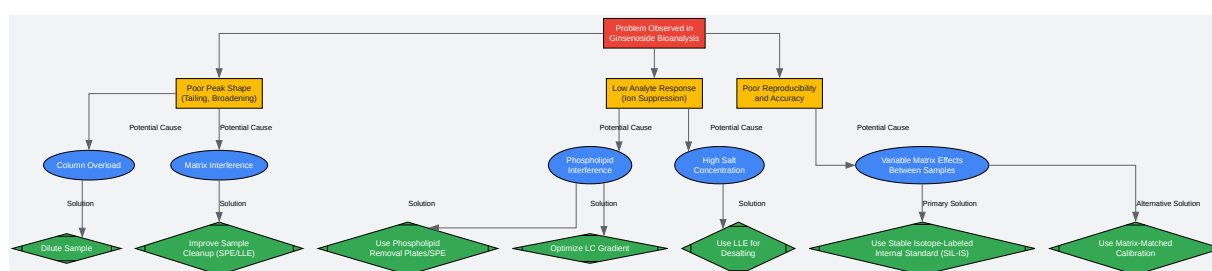 Problem Observed in
Ginsenoside Bioanalysis
Poor Peak Shape
(Tailing, Broadening)
Low Analyte Response
(Ion Suppression)
Poor Reproducibility
and Accuracy
Potential Cause
Potential Cause
Potential Cause
Potential Cause
Potential Cause
Column Overload
Matrix Interference
Phospholipid
Interference
High Salt
Concentration
Variable Matrix Effects
Between Samples
Solution
Solution
Solution
Solution
Solution
Primary Solution
Alternative Solution
Dilute Sample
Improve Sample
Cleanup (SPE/LLE)
Use Phospholipid
Removal Plates/SPE
Optimize LC Gradient
Use LLE for
Desalting
Use Stable Isotope-Labeled
Internal Standard (SIL-IS)
Use Matrix-Matched
Calibration